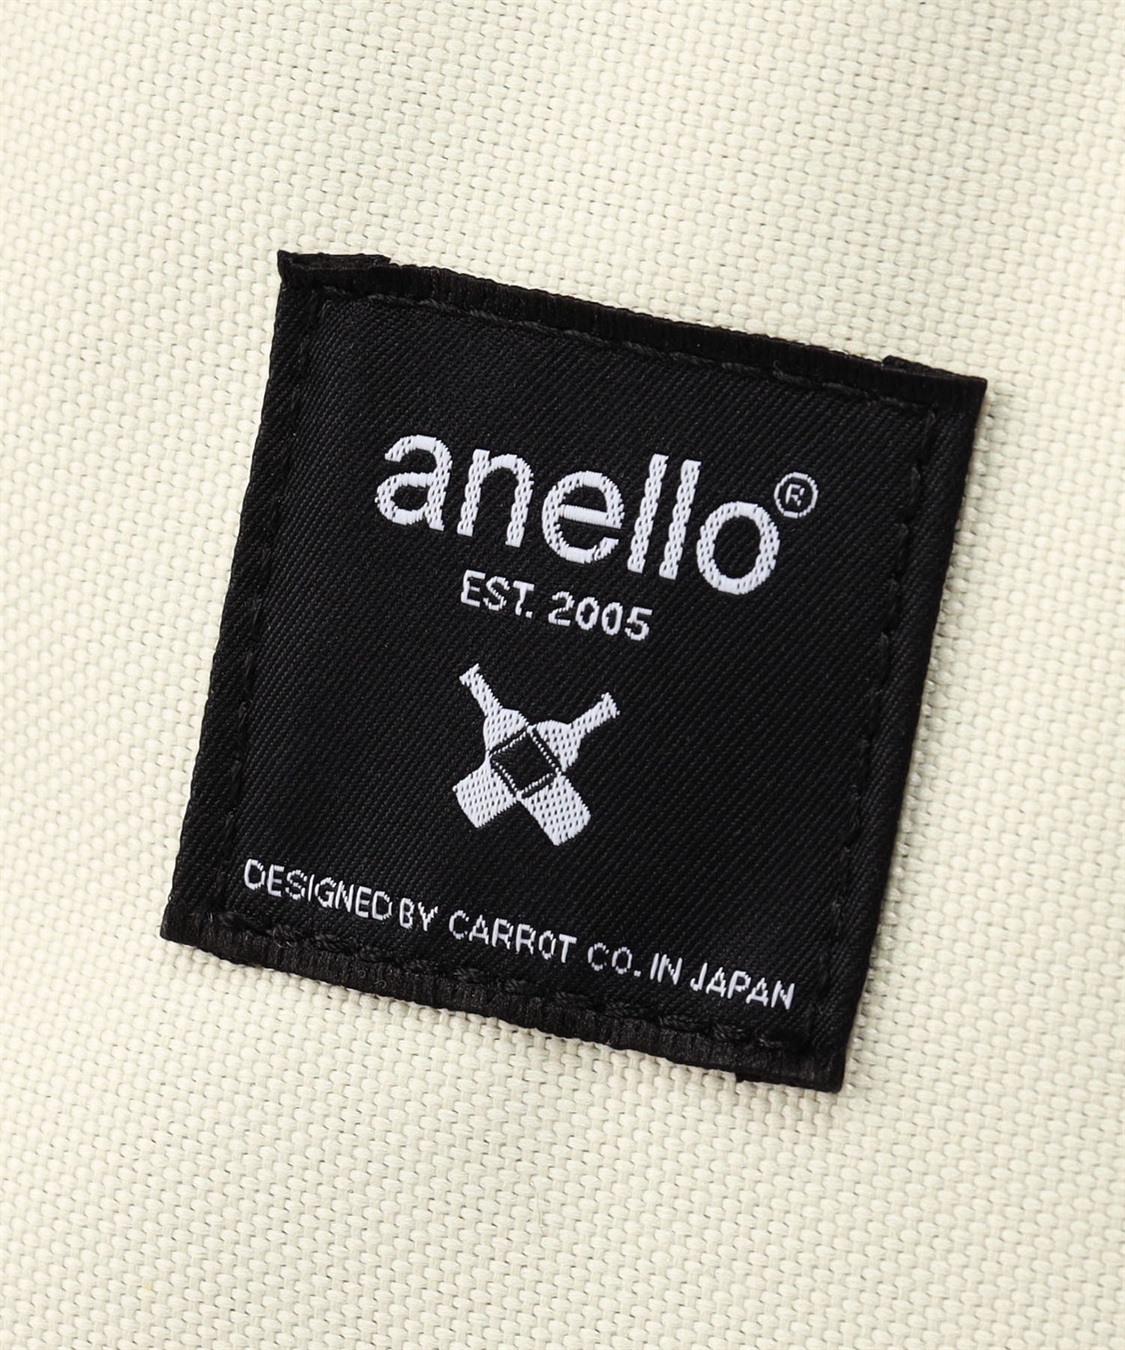 anello®
EST. 2005
DESIGNED BY CARROT CO. IN JAPAN